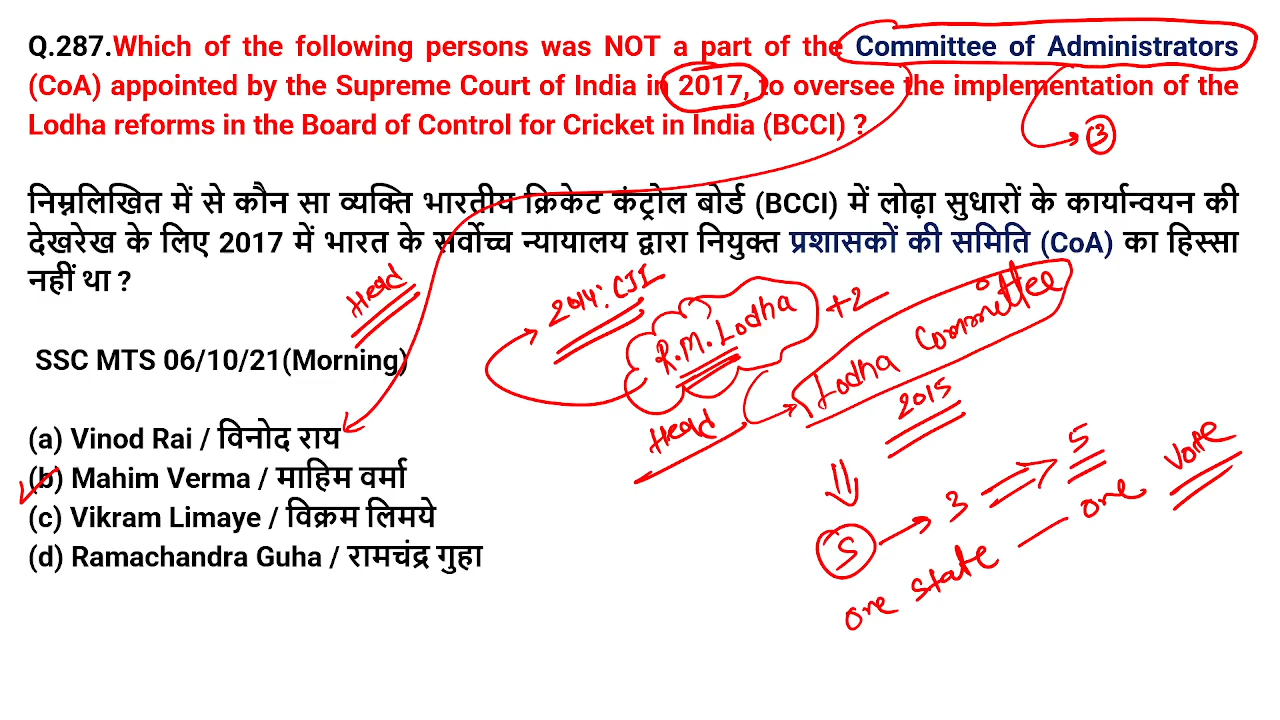 Q.287.Which of the following persons was NOT a part of the Committee of Administrators
(CoA) appointed by the Supreme Court of India in 2017, to oversee the implementation of the
Lodha reforms in the Board of Control for Cricket in India (BCCI) ?
3
निम्नलिखित में से कौन सा व्यक्ति भारतीय क्रिकेट कंट्रोल बोर्ड (BCCI) में लोढ़ा सुधारों के कार्यान्वयन की
देखरेख के लिए 2017 में भारत के सर्वोच्च न्यायालय द्वारा नियुक्त प्रशासकों की समिति (CoA) का हिस्सा
नहीं था ?
Head
2014: CJI
R.M. Lodha +2
Lodha Committee
Head
2015
SSC MTS 06/10/21(Morning)
(a) Vinod Rai / विनोद राय
(b) Mahim Verma / माहिम वर्मा
(c) Vikram Limaye / विक्रम लिमये
(d) Ramachandra Guha / रामचंद्र गुहा
5 3 5
one state — one Vote